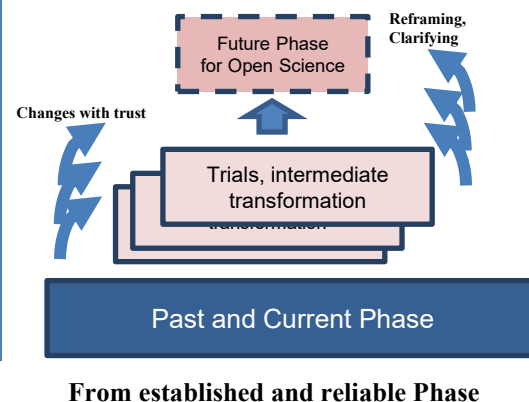 Reframing,
Clarifying
Future Phase
for Open Science
Changes with trust
Trials, intermediate
transformation
transformation
Past and Current Phase
From established and reliable Phase